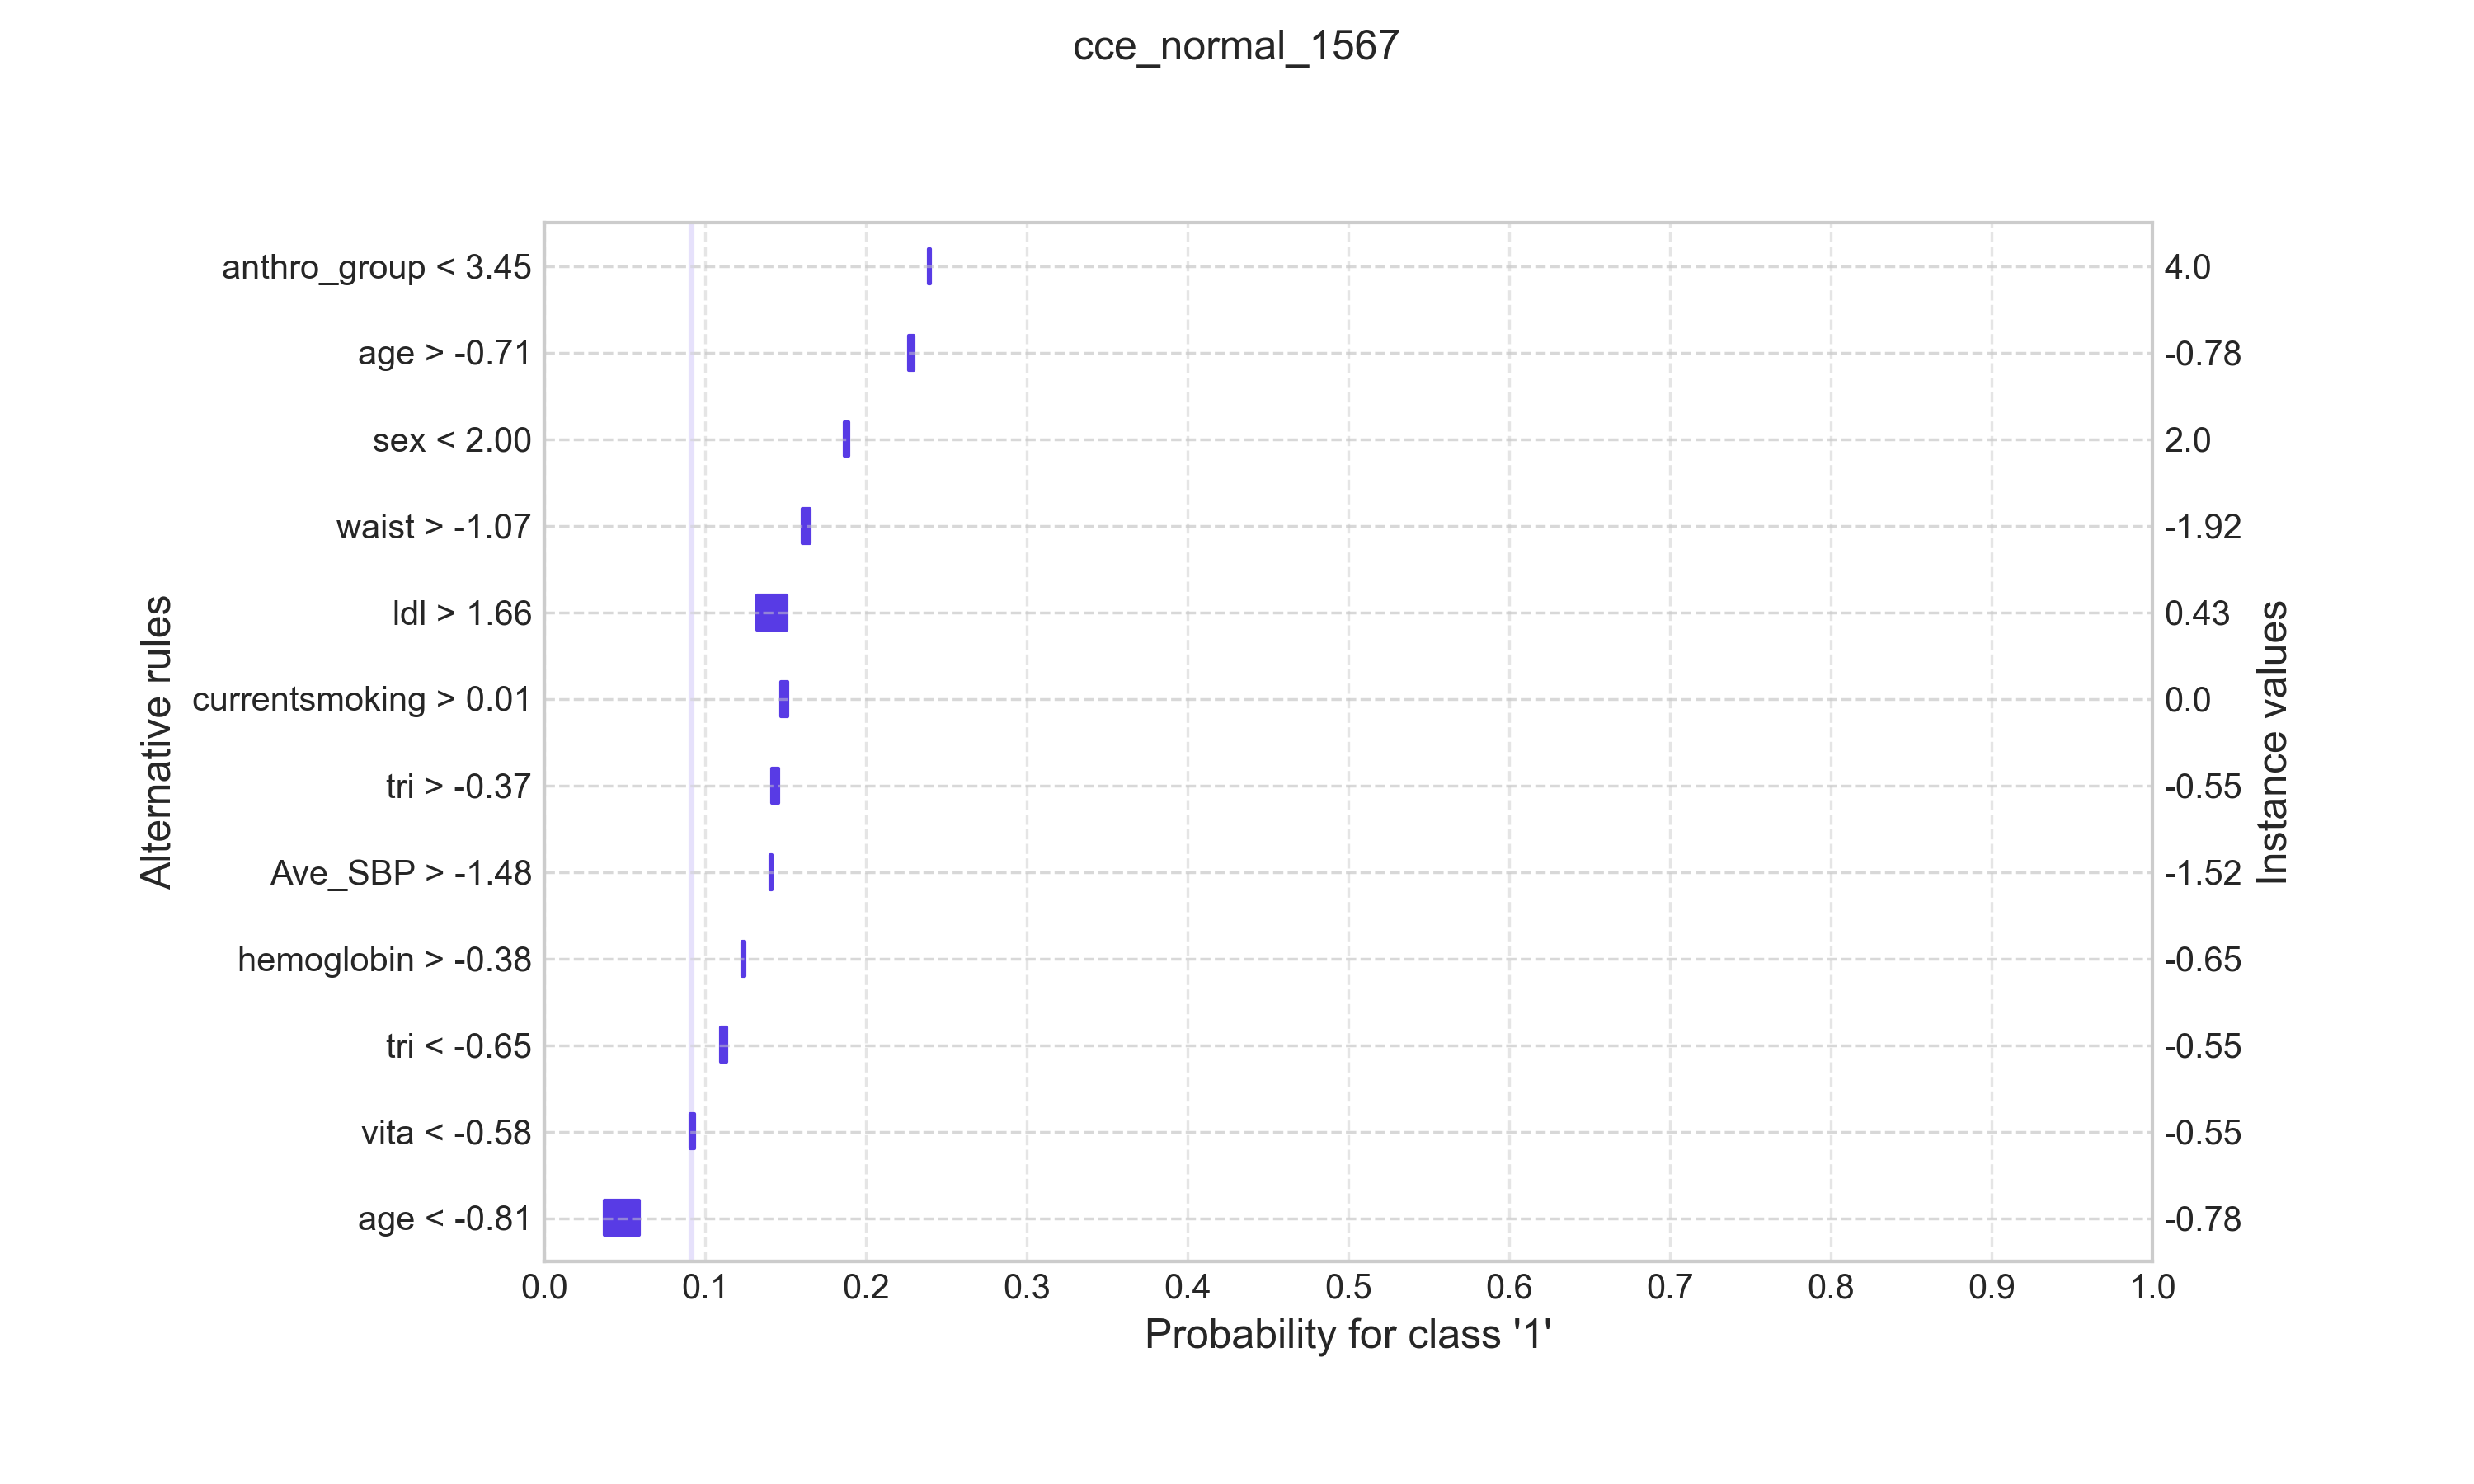 cce_normal_1567
anthro_group < 3.45 4.0
age > -0.71 -0.78
sex < 2.00 2.0
waist > -1.07 -1.92
ldl > 1.66 0.43
currentsmoking > 0.01 0.0
tri > -0.37 -0.55
Ave_SBP > -1.48 -1.52
hemoglobin > -0.38 -0.65
tri < -0.65 -0.55
vita < -0.58 -0.55
age < -0.81 -0.78
Alternative rules
Instance values
0.0 0.1 0.2 0.3 0.4 0.5 0.6 0.7 0.8 0.9 1.0
Probability for class '1'